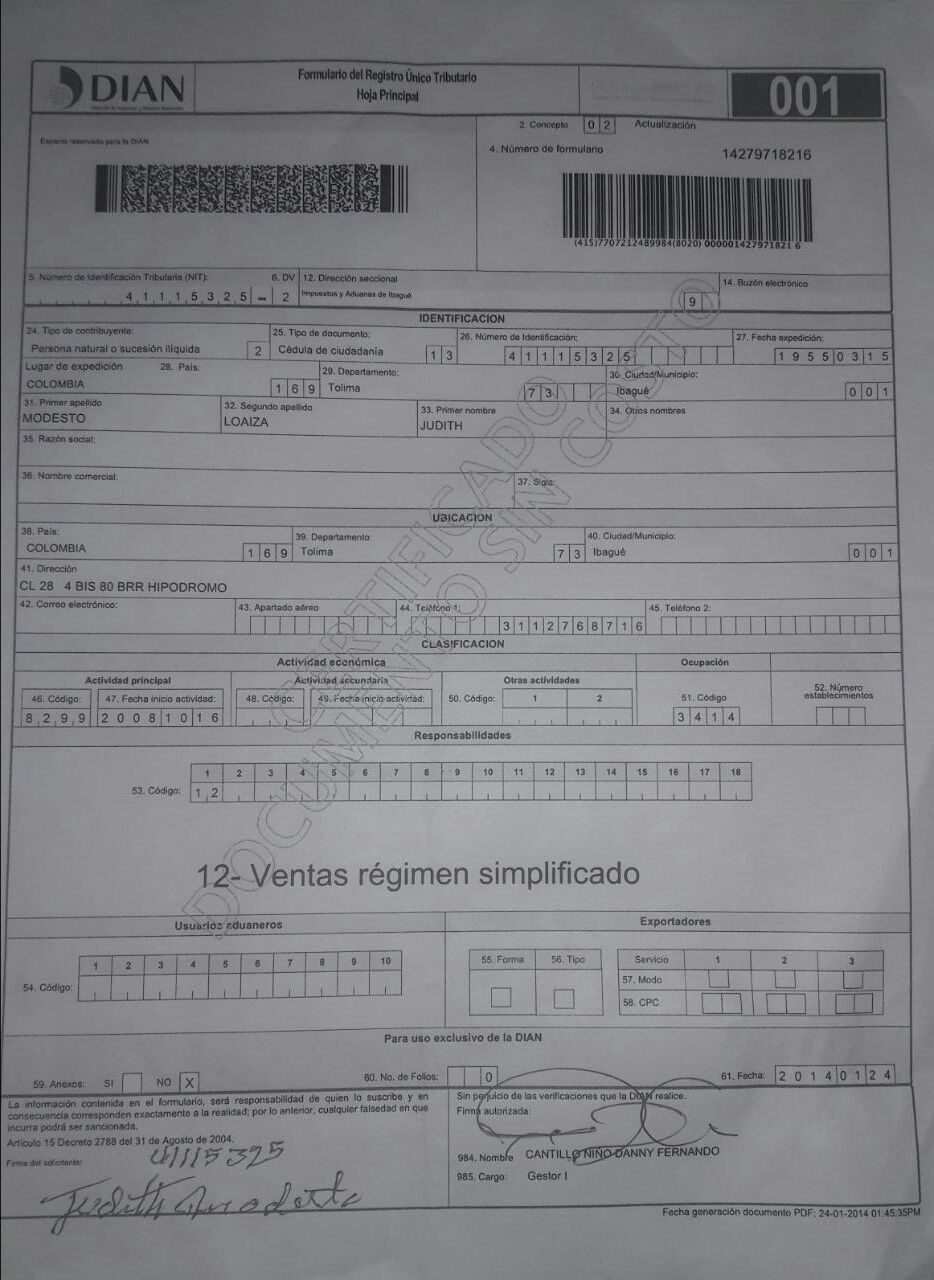 DIAN
Formulario del Registro Único Tributario
Hoja Principal
001
2. Concepto 0 2 Actualización
Espacio reservado para la DIAN
4. Número de formulario
14279718216
(415)7707212489984(8020) 000001427971821 6
5. Número de Identificación Tributaria (NIT): 6. DV 12. Dirección seccional 14. Buzón electrónico
4 1 1 1 5 3 2 5 - 2 Impuestos y Aduanas de Ibagué 9
IDENTIFICACION
24. Tipo de contribuyente: 25. Tipo de documento: 26. Número de Identificación: 27. Fecha expedición:
Persona natural o sucesión ilíquida 2 Cédula de ciudadanía 1 3 4 1 1 1 5 3 2 5 1 9 5 5 0 3 1 5
Lugar de expedición 28. País: 29. Departamento: 30. Ciudad/Municipio:
COLOMBIA 1 6 9 Tolima 7 3 Ibagué 0 0 1
31. Primer apellido 32. Segundo apellido 33. Primer nombre 34. Otros nombres
MODESTO LOAIZA JUDITH
35. Razón social:
36. Nombre comercial: 37. Sigla:
UBICACION
38. País: 39. Departamento: 40. Ciudad/Municipio:
COLOMBIA 1 6 9 Tolima 7 3 Ibagué 0 0 1
41. Dirección
CL 28 4 BIS 80 BRR HIPODROMO
42. Correo electrónico: 43. Apartado aéreo 44. Teléfono 1: 45. Teléfono 2:
3 1 1 2 7 6 8 7 1 6
CLASIFICACION
Actividad económica Ocupación
Actividad principal Actividad secundaria Otras actividades 52. Número establecimientos
46. Código: 47. Fecha inicio actividad: 48. Código: 49. Fecha inicio actividad: 50. Código: 1 2 51. Código
8 2 9 9 2 0 0 8 1 0 1 6 3 4 1 4
Responsabilidades
1 2 3 4 5 6 7 8 9 10 11 12 13 14 15 16 17 18
53. Código: 1 2
12- Ventas régimen simplificado
CERTIFICADO
DOCUMENTO SIN COSTO
Usuarios aduaneros Exportadores
1 2 3 4 5 6 7 8 9 10
54. Código:
55. Forma 56. Tipo Servicio 1 2 3
57. Modo
58. CPC
Para uso exclusivo de la DIAN
59. Anexos: SI NO X 60. No. de Folios: 0 61. Fecha: 2 0 1 4 0 1 2 4
La información contenida en el formulario, será responsabilidad de quien lo suscribe y en
consecuencia corresponden exactamente a la realidad; por lo anterior, cualquier falsedad en que
incurra podrá ser sancionada.
Artículo 15 Decreto 2788 del 31 de Agosto de 2004.
Firma del solicitante:
41115325
Judith Modesto
Sin perjuicio de las verificaciones que la DIAN realice.
Firma autorizada:
984. Nombre CANTILLO NIÑO DANNY FERNANDO
985. Cargo: Gestor I
Fecha generación documento PDF: 24-01-2014 01:45:35PM